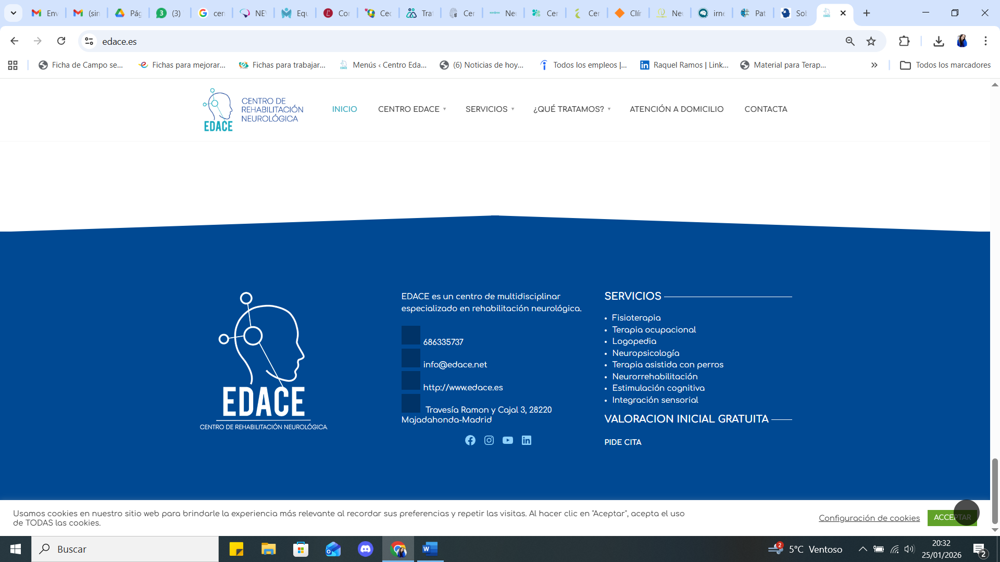 Env
(sin
Pág
(3)
cen
NE
Equ
Cor
Cec
Trat
Cer
Neu
Cer
Cer
Clín
Neu
irne
Pat
Sob
edace.es
Ficha de Campo se...
Fichas para mejorar...
Fichas para trabajar...
Menús ‹ Centro Eda...
(6) Noticias de hoy...
Todos los empleos |...
Raquel Ramos | Link...
Material para Terap...
Todos los marcadores
EDACE
CENTRO DE
REHABILITACIÓN
NEUROLÓGICA
INICIO
CENTRO EDACE
SERVICIOS
¿QUÉ TRATAMOS?
ATENCIÓN A DOMICILIO
CONTACTA
EDACE
CENTRO DE REHABILITACIÓN NEUROLÓGICA
EDACE es un centro de multidisciplinar
especializado en rehabilitación neurológica.
686335737
info@edace.net
http://www.edace.es
Travesía Ramon y Cajal 3, 28220
Majadahonda-Madrid
SERVICIOS
• Fisioterapia
• Terapia ocupacional
• Logopedia
• Neuropsicología
• Terapia asistida con perros
• Neurorrehabilitación
• Estimulación cognitiva
• Integración sensorial
VALORACION INICIAL GRATUITA
PIDE CITA
Usamos cookies en nuestro sitio web para brindarle la experiencia más relevante al recordar sus preferencias y repetir las visitas. Al hacer clic en "Aceptar", acepta el uso
de TODAS las cookies.
Configuración de cookies
ACCEPTAR
Buscar
2
5°C Ventoso
20:32
25/01/2026
2